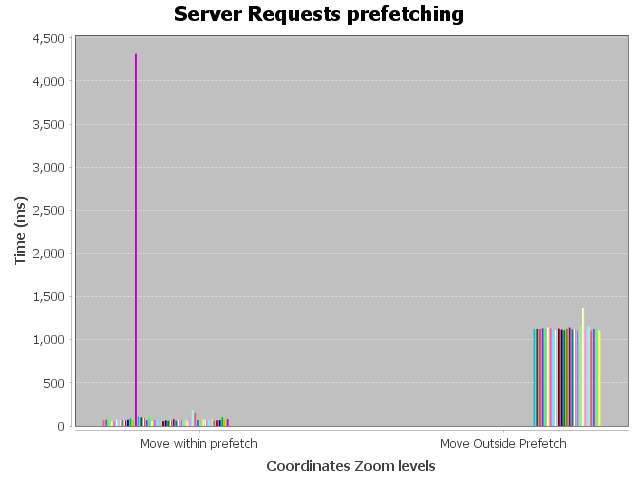 Server Requests prefetching
4,500
4,000
3,500
3,000
2,500
2,000
1,500
1,000
500
0
Time (ms)
Move within prefetch
Move Outside Prefetch
Coordinates Zoom levels